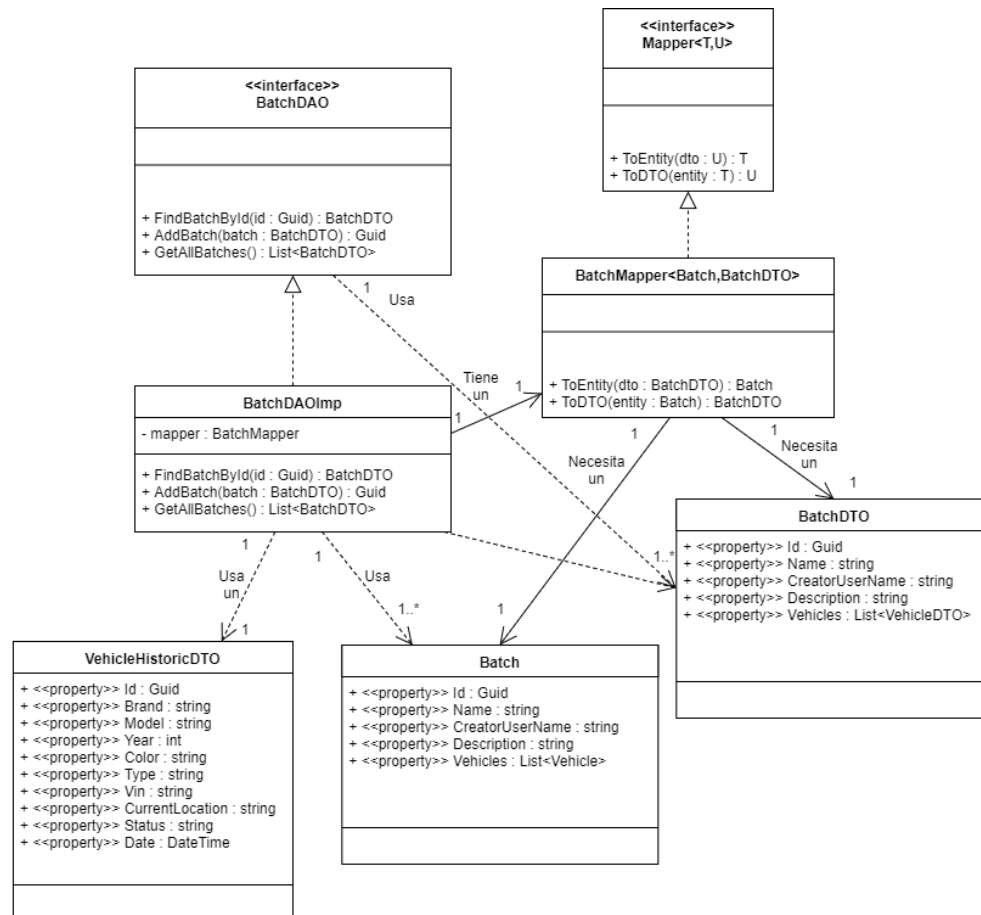 <<interface>>
Mapper<T,U>
+ ToEntity(dto : U) : T
+ ToDTO(entity : T) : U
<<interface>>
BatchDAO
+ FindBatchById(id : Guid) : BatchDTO
+ AddBatch(batch : BatchDTO) : Guid
+ GetAllBatches() : List<BatchDTO>
BatchMapper<Batch,BatchDTO>
+ ToEntity(dto : BatchDTO) : Batch
+ ToDTO(entity : Batch) : BatchDTO
1
Usa
Tiene
un
1
1
BatchDAOImp
- mapper : BatchMapper
+ FindBatchById(id : Guid) : BatchDTO
+ AddBatch(batch : BatchDTO) : Guid
+ GetAllBatches() : List<BatchDTO>
1
Necesita
un
1
1
Necesita
un
1
1..*
BatchDTO
+ <<property>> Id : Guid
+ <<property>> Name : string
+ <<property>> CreatorUserName : string
+ <<property>> Description : string
+ <<property>> Vehicles : List<VehicleDTO>
1
Usa
un
1
1
Usa
1..*
VehicleHistoricDTO
+ <<property>> Id : Guid
+ <<property>> Brand : string
+ <<property>> Model : string
+ <<property>> Year : int
+ <<property>> Color : string
+ <<property>> Type : string
+ <<property>> Vin : string
+ <<property>> CurrentLocation : string
+ <<property>> Status : string
+ <<property>> Date : DateTime
Batch
+ <<property>> Id : Guid
+ <<property>> Name : string
+ <<property>> CreatorUserName : string
+ <<property>> Description : string
+ <<property>> Vehicles : List<Vehicle>